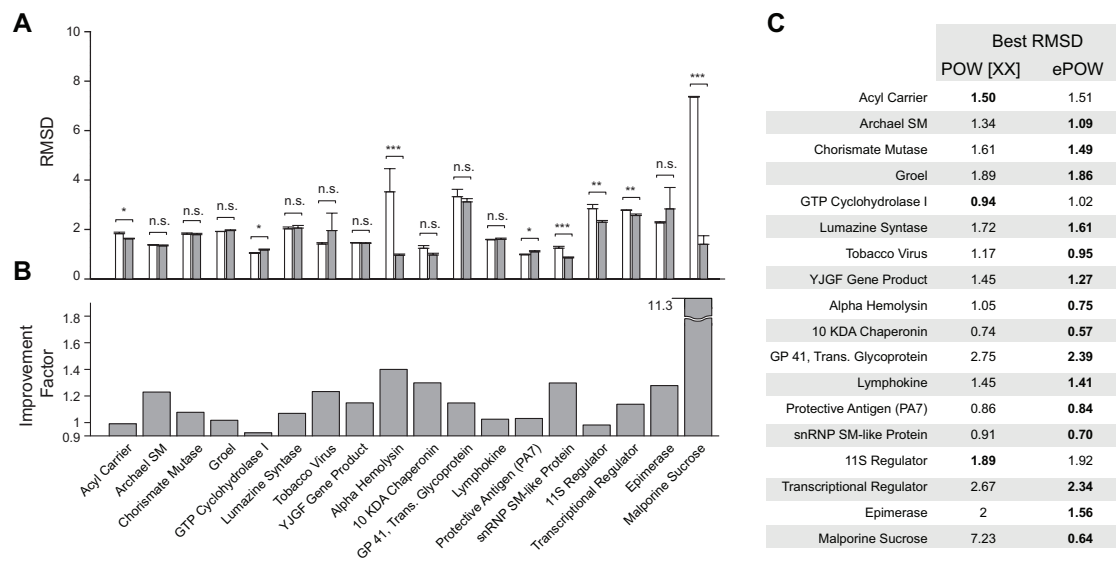 A
10
8
6
4
2
0
RMSD
*
n.s.
n.s.
n.s.
*
n.s.
n.s.
n.s.
***
n.s.
n.s.
n.s.
*
***
**
**
n.s.
***
B
1.8
1.6
1.4
1.2
1
0.9
Improvement
Factor
11.3
Acyl Carrier
Archael SM
Chorismate Mutase
Groel
GTP Cyclohydrolase I
Lumazine Syntase
Tobacco Virus
YJGF Gene Product
Alpha Hemolysin
10 KDA Chaperonin
GP 41, Trans. Glycoprotein
Lymphokine
Protective Antigen (PA7)
snRNP SM-like Protein
11S Regulator
Transcriptional Regulator
Epimerase
Malporine Sucrose
C
Best RMSD
POW [XX] ePOW
Acyl Carrier 1.50 1.51
Archael SM 1.34 1.09
Chorismate Mutase 1.61 1.49
Groel 1.89 1.86
GTP Cyclohydrolase I 0.94 1.02
Lumazine Syntase 1.72 1.61
Tobacco Virus 1.17 0.95
YJGF Gene Product 1.45 1.27
Alpha Hemolysin 1.05 0.75
10 KDA Chaperonin 0.74 0.57
GP 41, Trans. Glycoprotein 2.75 2.39
Lymphokine 1.45 1.41
Protective Antigen (PA7) 0.86 0.84
snRNP SM-like Protein 0.91 0.70
11S Regulator 1.89 1.92
Transcriptional Regulator 2.67 2.34
Epimerase 2 1.56
Malporine Sucrose 7.23 0.64